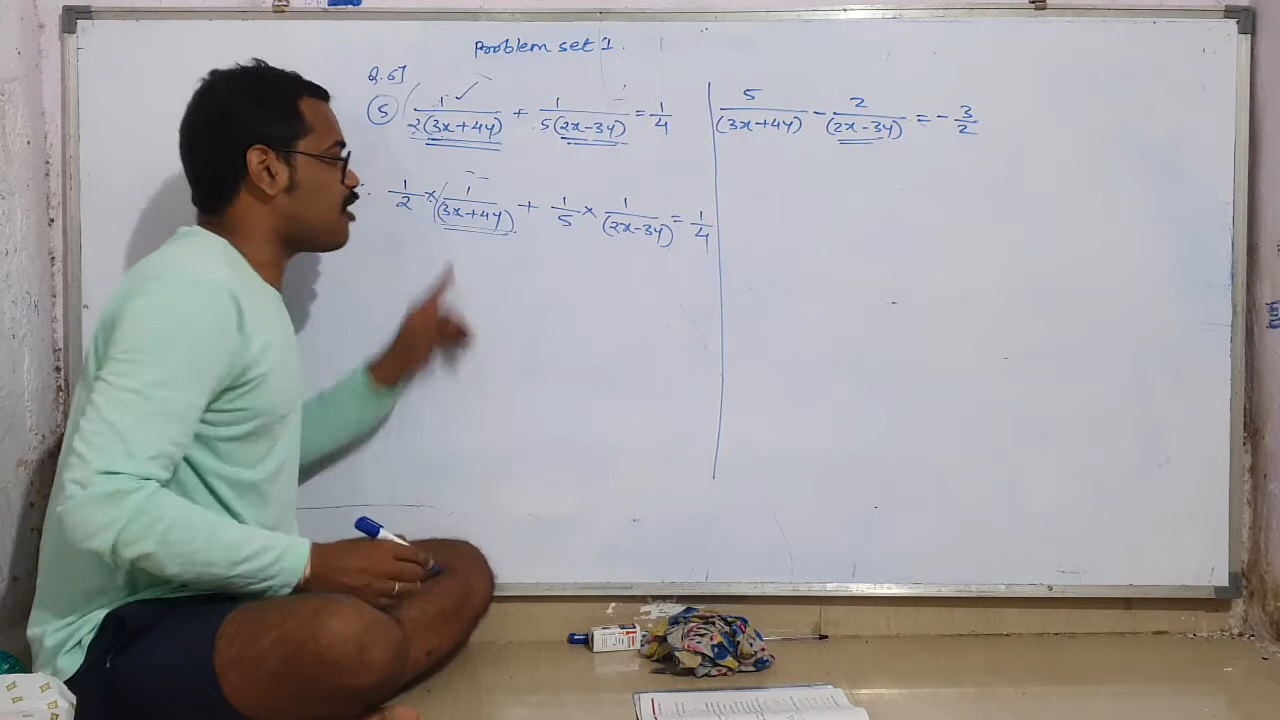 Problem set 1.
Q.6]
(5) 1/2(3x+4y) + 1/5(2x-3y) = 1/4
1/2 × 1/(3x+4y) + 1/5 × 1/(2x-3y) = 1/4
5/(3x+4y) - 2/(2x-3y) = -3/2